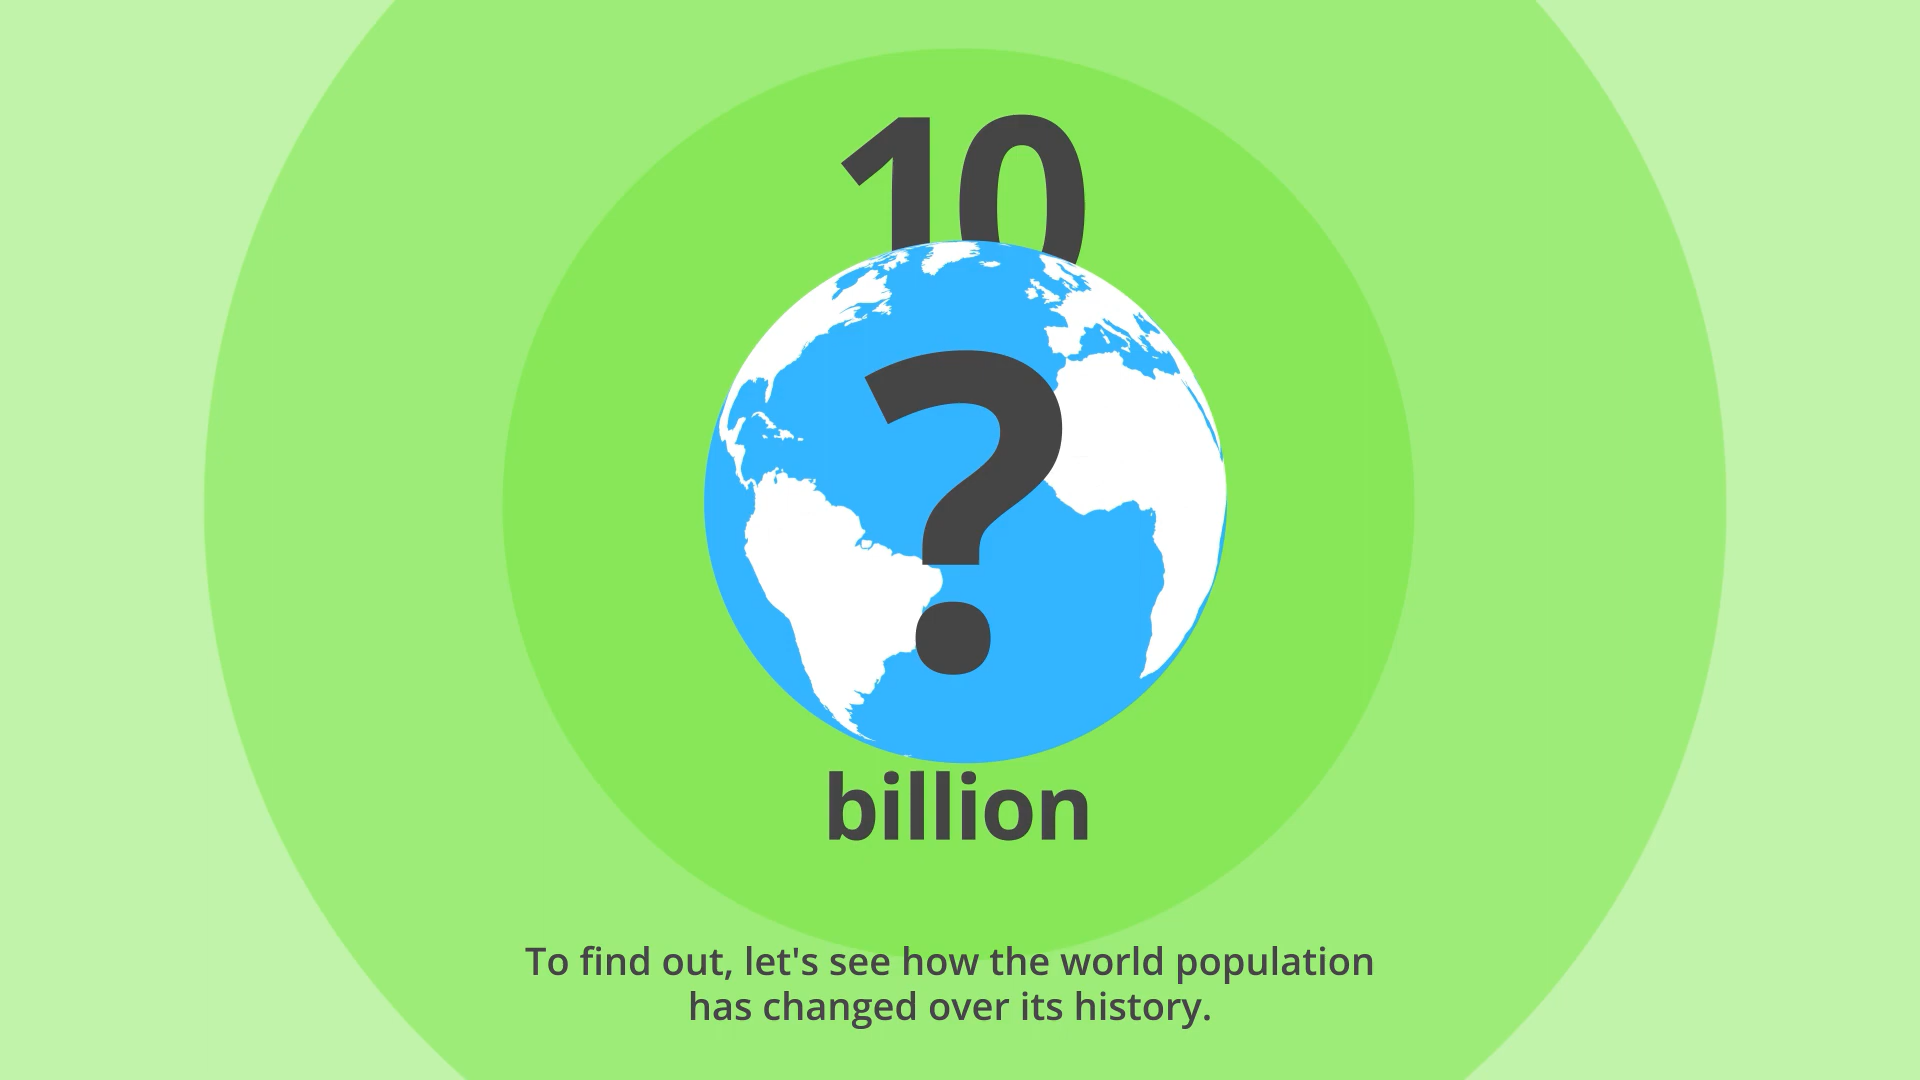 10
?
billion
To find out, let's see how the world population
has changed over its history.